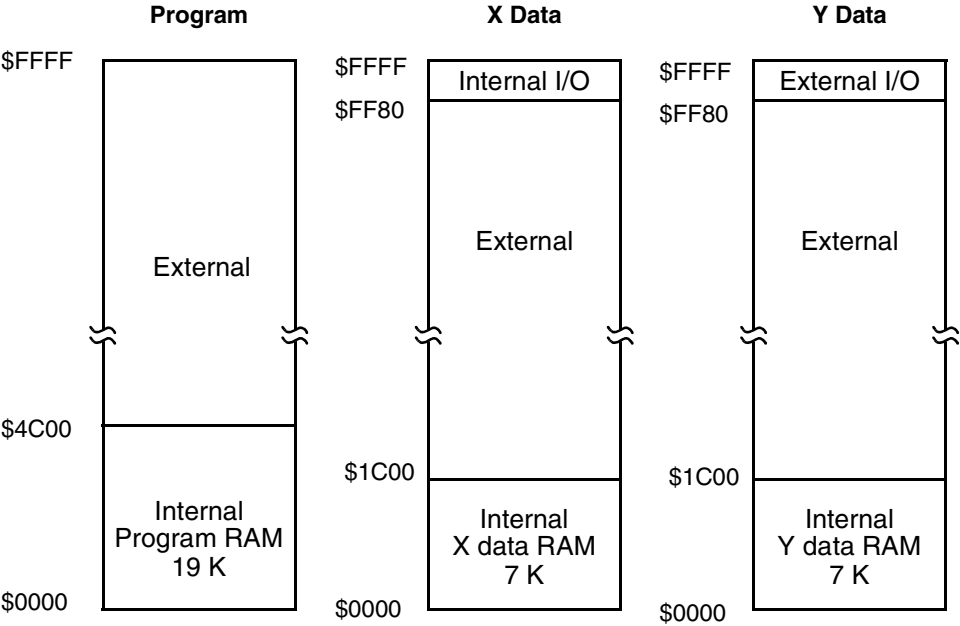 Program
$FFFF
External
$4C00
Internal
Program RAM
19 K
$0000
X Data
$FFFF
Internal I/O
$FF80
External
$1C00
Internal
X data RAM
7 K
$0000
Y Data
$FFFF
External I/O
$FF80
External
$1C00
Internal
Y data RAM
7 K
$0000